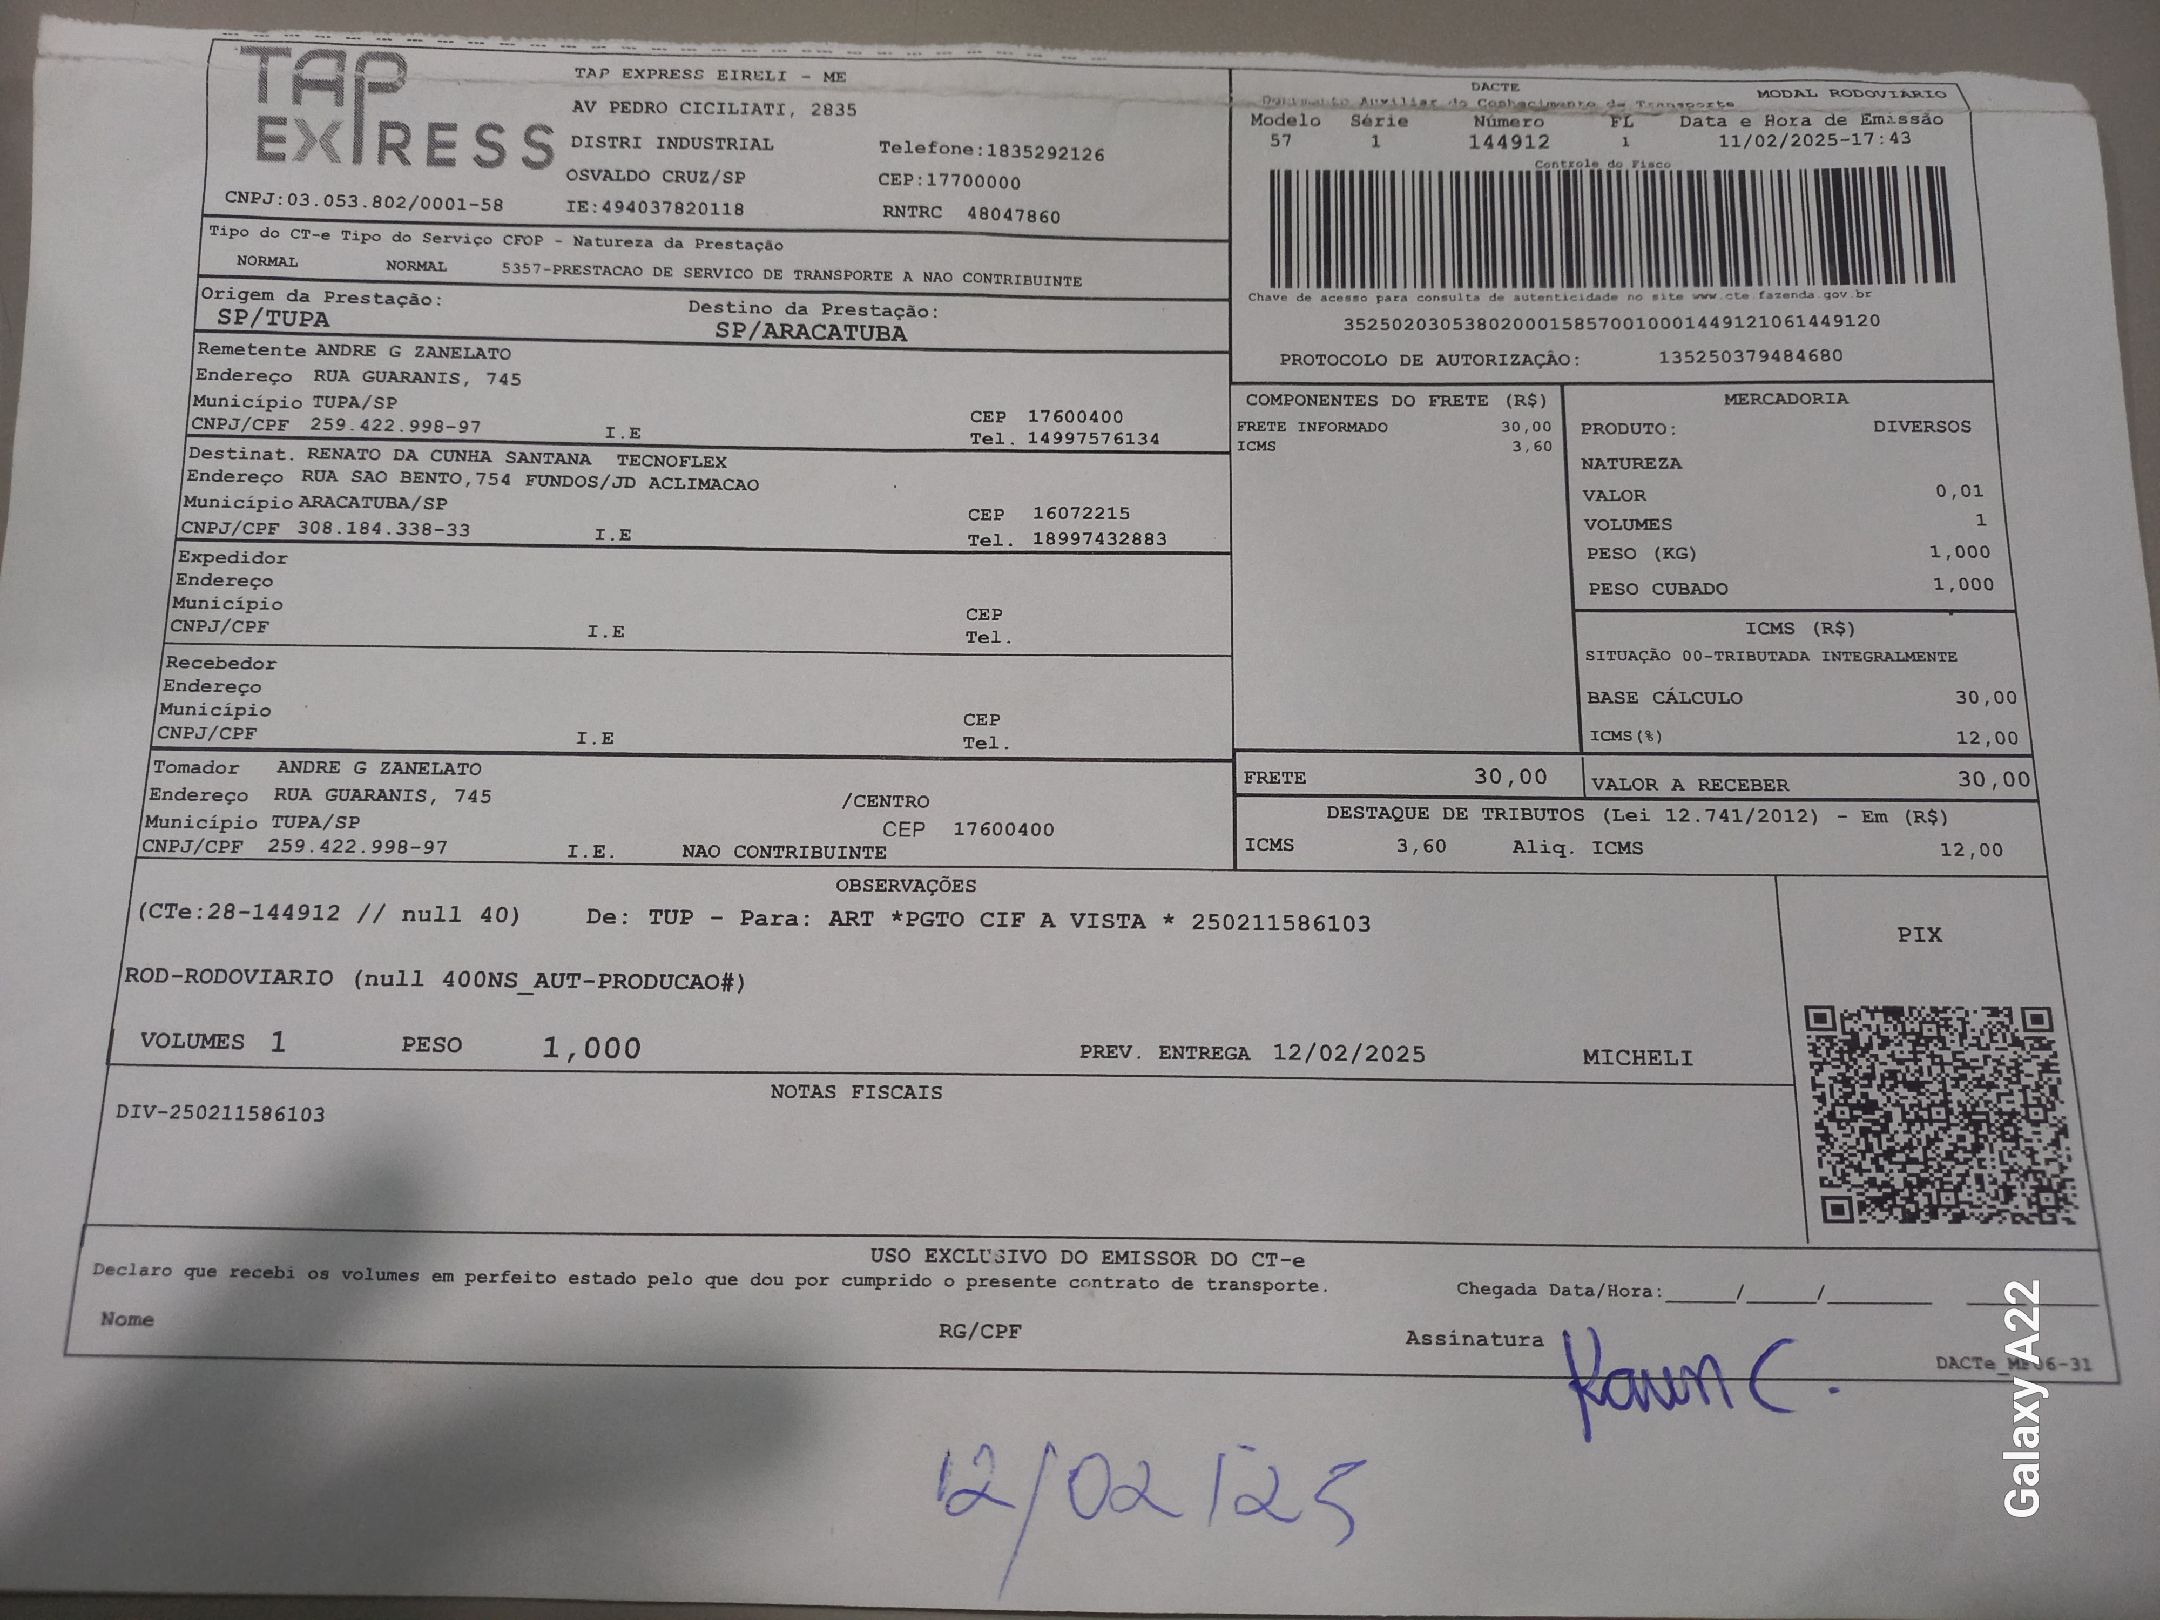 TAP EXPRESS
TAP EXPRESS EIRELI - ME
AV PEDRO CICILIATI, 2835
DISTRI INDUSTRIAL Telefone:1835292126
OSVALDO CRUZ/SP CEP:17700000
CNPJ:03.053.802/0001-58 IE:494037820118 RNTRC 48047860
DACTE MODAL RODOVIARIO
Documento Auxiliar do Conhecimento de Transporte
Modelo Série Número FL Data e Hora de Emissão
57 1 144912 1 11/02/2025-17:43
Controle do Fisco
Chave de acesso para consulta de autenticidade no site www.cte.fazenda.gov.br
35250203053802000158570010001449121061449120
PROTOCOLO DE AUTORIZAÇÃO: 135250379484680
Tipo do CT-e Tipo do Serviço CFOP - Natureza da Prestação
NORMAL NORMAL 5357-PRESTACAO DE SERVICO DE TRANSPORTE A NAO CONTRIBUINTE
Origem da Prestação: Destino da Prestação:
SP/TUPA SP/ARACATUBA
Remetente ANDRE G ZANELATO
Endereço RUA GUARANIS, 745
Município TUPA/SP CEP 17600400
CNPJ/CPF 259.422.998-97 I.E Tel. 14997576134
Destinat. RENATO DA CUNHA SANTANA TECNOFLEX
Endereço RUA SAO BENTO,754 FUNDOS/JD ACLIMACAO
Município ARACATUBA/SP CEP 16072215
CNPJ/CPF 308.184.338-33 I.E Tel. 18997432883
Expedidor
Endereço
Município CEP
CNPJ/CPF I.E Tel.
Recebedor
Endereço
Município CEP
CNPJ/CPF I.E Tel.
Tomador ANDRE G ZANELATO
Endereço RUA GUARANIS, 745 /CENTRO
Município TUPA/SP CEP 17600400
CNPJ/CPF 259.422.998-97 I.E. NAO CONTRIBUINTE
COMPONENTES DO FRETE (R$)
FRETE INFORMADO 30,00
ICMS 3,60
MERCADORIA
PRODUTO: DIVERSOS
NATUREZA
VALOR 0,01
VOLUMES 1
PESO (KG) 1,000
PESO CUBADO 1,000
ICMS (R$)
SITUAÇÃO 00-TRIBUTADA INTEGRALMENTE
BASE CÁLCULO 30,00
ICMS(%) 12,00
FRETE 30,00 VALOR A RECEBER 30,00
DESTAQUE DE TRIBUTOS (Lei 12.741/2012) - Em (R$)
ICMS 3,60 Aliq. ICMS 12,00
OBSERVAÇÕES
(CTe:28-144912 // null 40) De: TUP - Para: ART *PGTO CIF A VISTA * 250211586103
ROD-RODOVIARIO (null 400NS_AUT-PRODUCAO#)
VOLUMES 1 PESO 1,000 PREV. ENTREGA 12/02/2025 MICHELI
PIX
NOTAS FISCAIS
DIV-250211586103
USO EXCLUSIVO DO EMISSOR DO CT-e
Declaro que recebi os volumes em perfeito estado pelo que dou por cumprido o presente contrato de transporte. Chegada Data/Hora:_____/_____/_______
Nome RG/CPF Assinatura
12/02/25
Galaxy A22